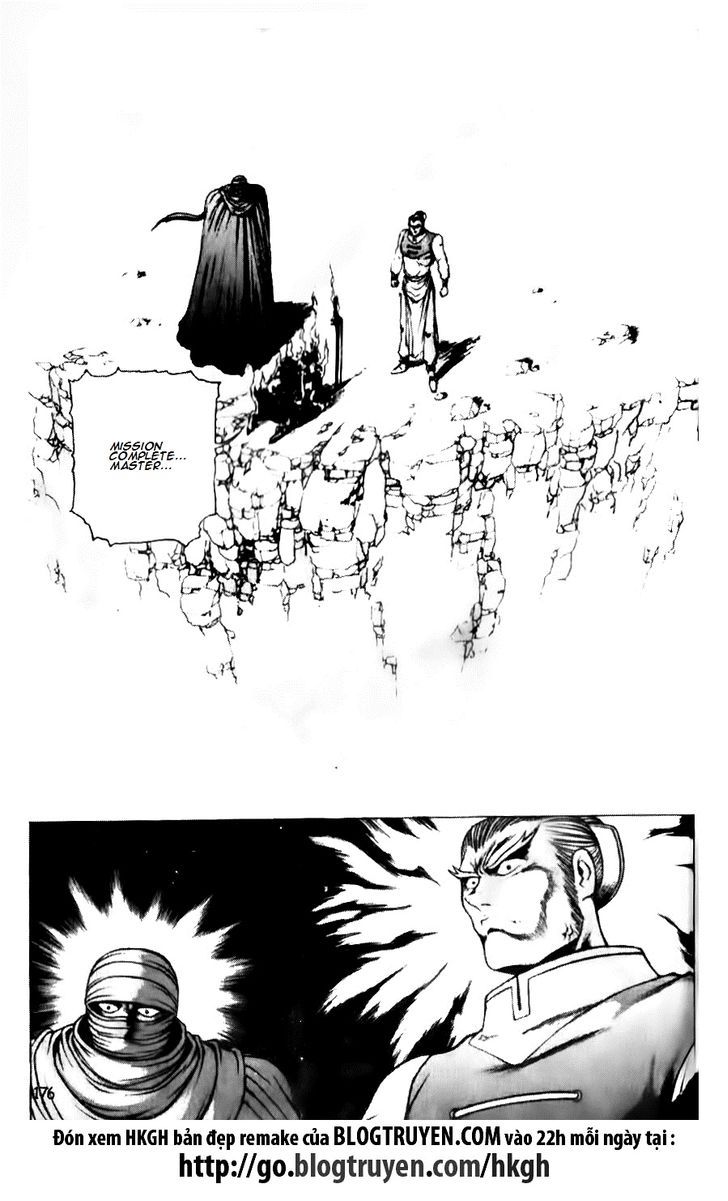 MISSION
COMPLETE...
MASTER...
176
Đón xem HKGH bản đẹp remake của BLOGTRUYEN.COM vào 22h mỗi ngày tại :
http://go.blogtruyen.com/hkgh